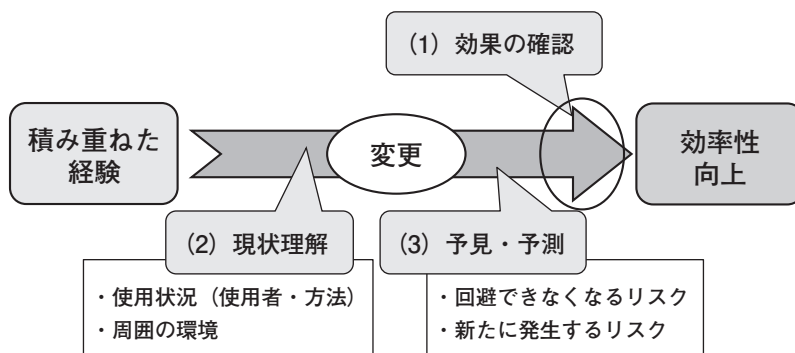 (1) 効果の確認
積み重ねた
経験
変更
効率性
向上
(2) 現状理解
・使用状況（使用者・方法）
・周囲の環境
(3) 予見・予測
・回避できなくなるリスク
・新たに発生するリスク